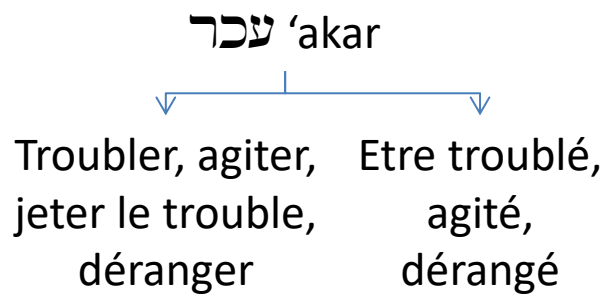 עכר ‘akar
Troubler, agiter,
jeter le trouble,
déranger
Etre troublé,
agité,
dérangé